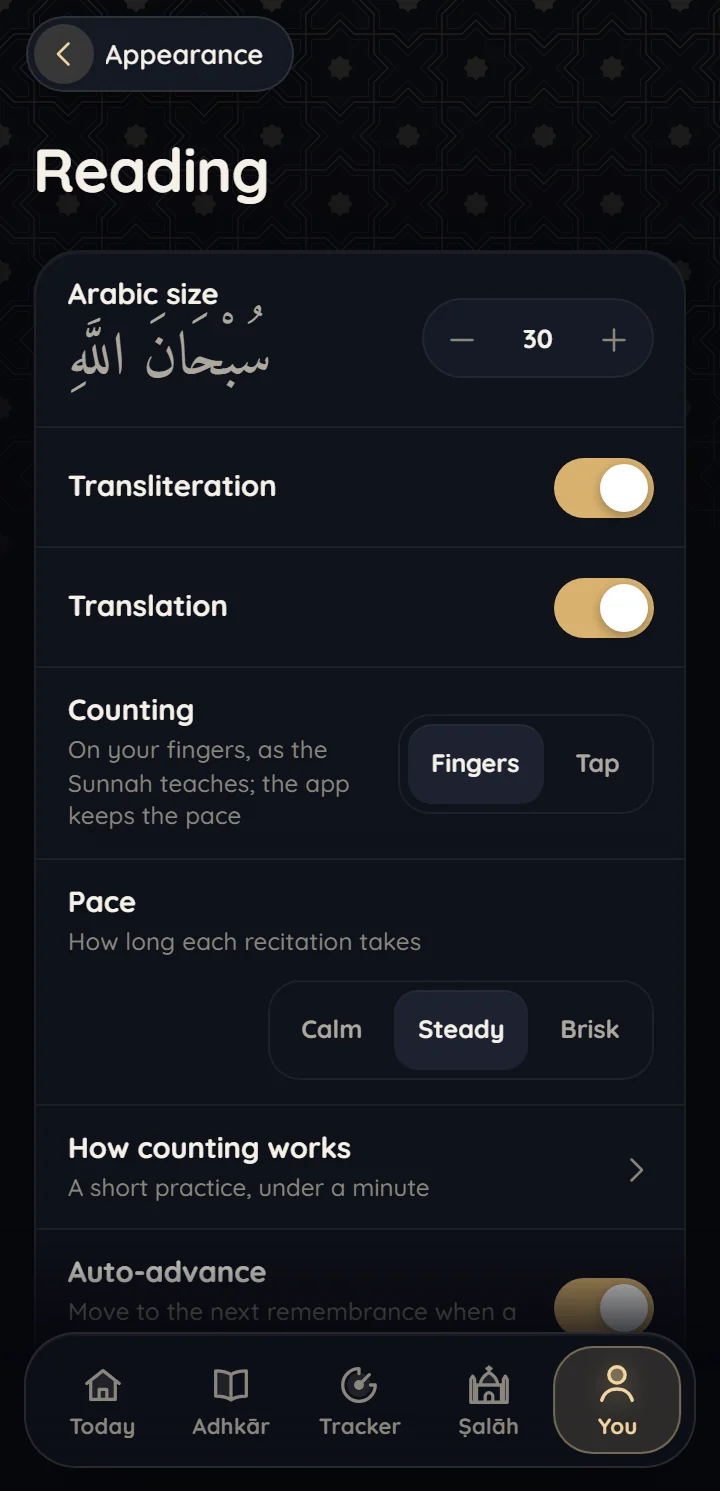 Appearance
Reading
Arabic size
سُبْحَانَ اللَّهِ
30
Transliteration
Translation
Counting
On your fingers, as the
Sunnah teaches; the app
keeps the pace
Fingers Tap
Pace
How long each recitation takes
Calm Steady Brisk
How counting works
A short practice, under a minute
Auto-advance
Move to the next remembrance when a
Today Adhkār Tracker Ṣalāh You